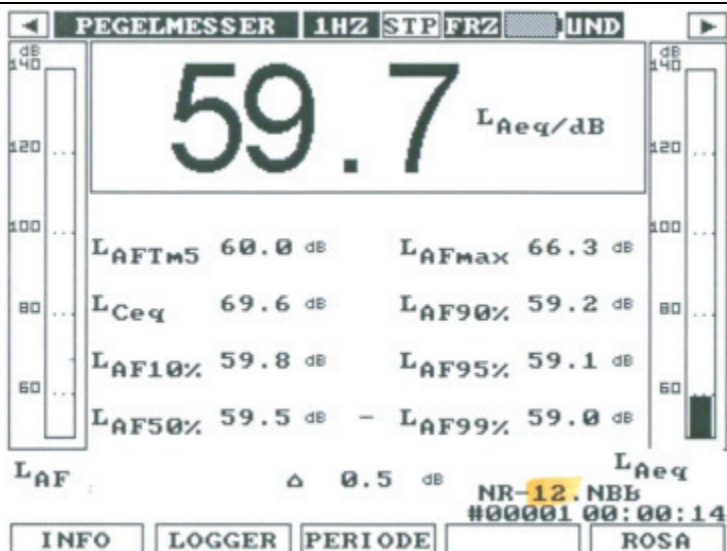 PEGELMESSER 1HZ STP FRZ UND
dB dB
140 140
59.7 LAeq/dB
120 120
100 100
LAFTm5 60.0 dB LAFmax 66.3 dB
80 LCeq 69.6 dB LAF90% 59.2 dB 80
LAF10% 59.8 dB LAF95% 59.1 dB
60 60
LAF50% 59.5 dB - LAF99% 59.0 dB
LAF Δ 0.5 dB LAeq
NR-12.NBB
#00001 00:00:14
INFO LOGGER PERIODE ROSA